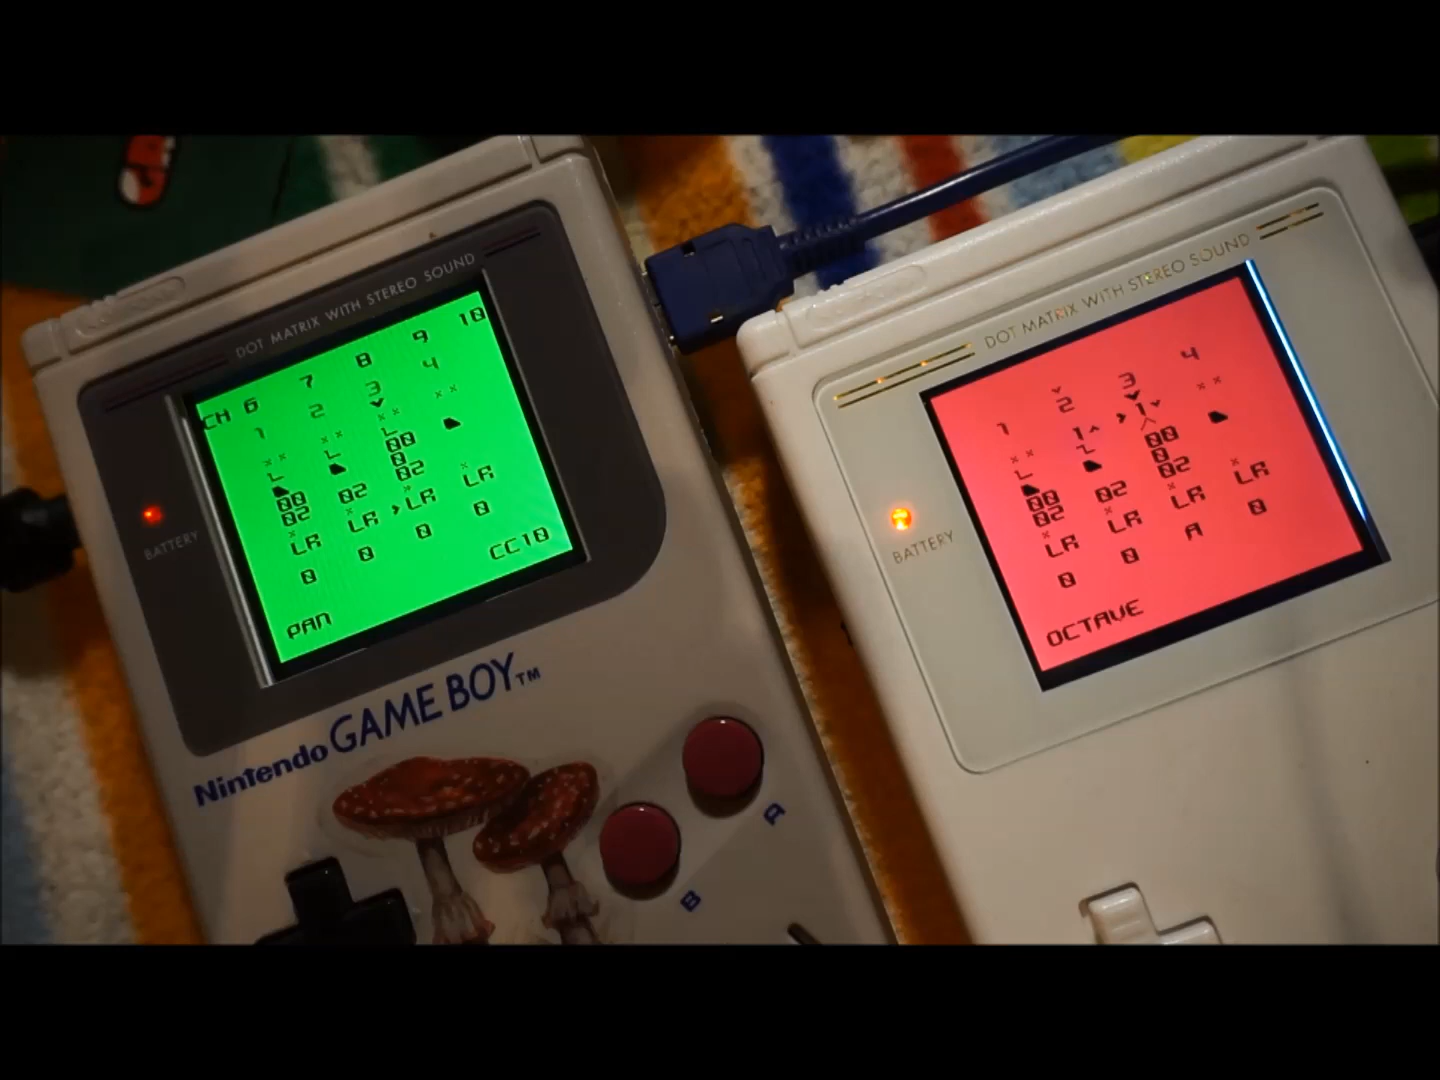 DOT MATRIX WITH STEREO SOUND
CH 6 7 8 9 10
1 2 3 4
L L L
00
0
00 02 02
02 LR LR LR
LR 0 0 0
0
CC10
PAN
BATTERY
Nintendo GAME BOY™
A
B
DOT MATRIX WITH STEREO SOUND
1 2 3 4
1 1
L
00
0
00 02 02
02 LR LR LR
LR 0 A 0
0
OCTAVE
BATTERY